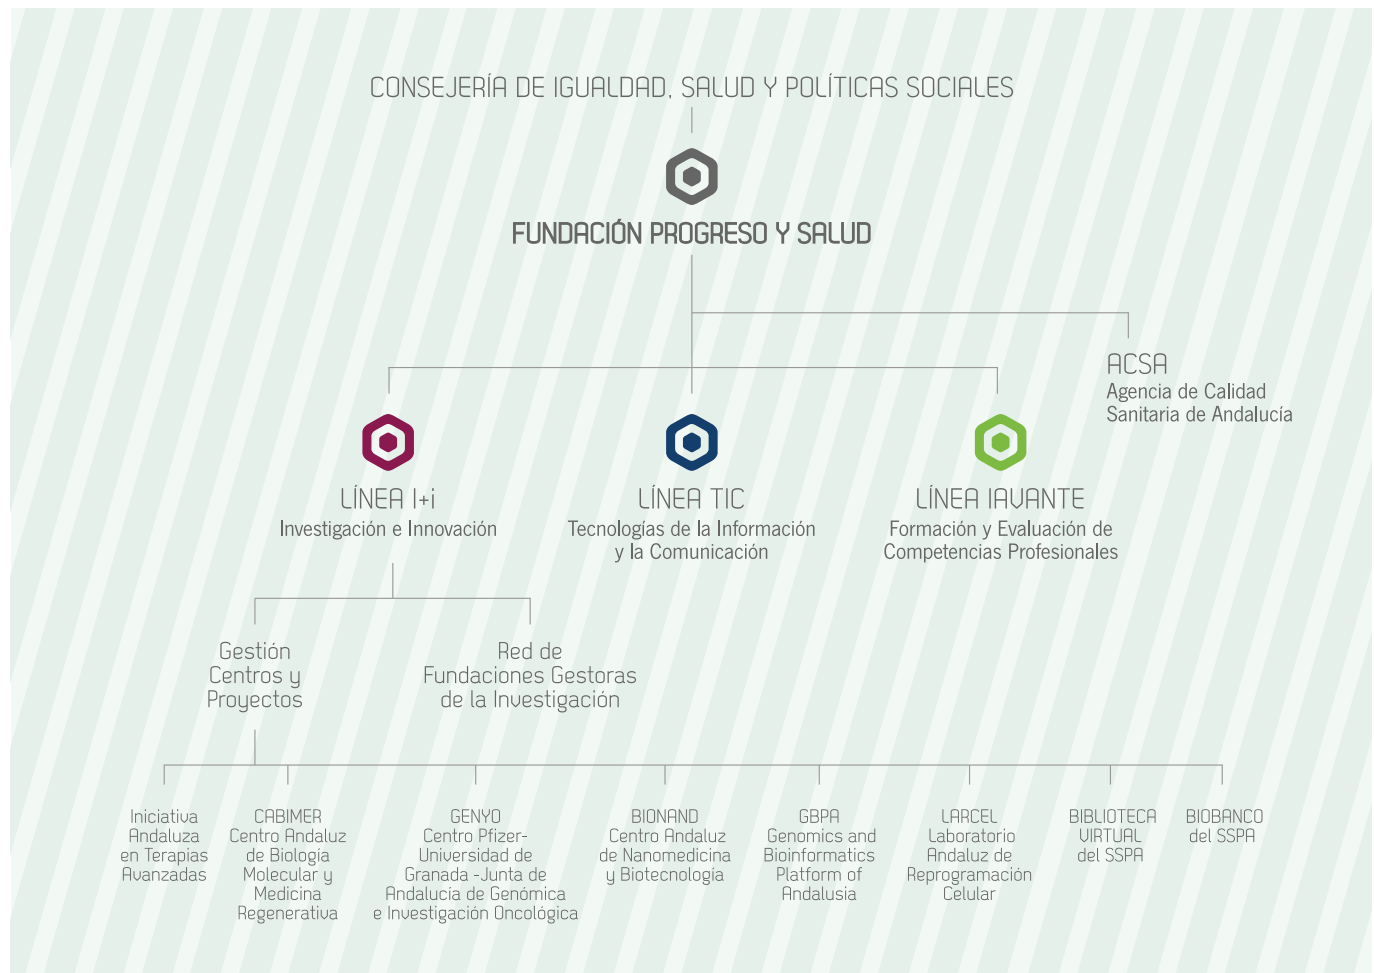 CONSEJERÍA DE IGUALDAD, SALUD Y POLÍTICAS SOCIALES
FUNDACIÓN PROGRESO Y SALUD
ACSA
Agencia de Calidad
Sanitaria de Andalucía
LÍNEA I+i
Investigación e Innovación
LÍNEA TIC
Tecnologías de la Información
y la Comunicación
LÍNEA IAVANTE
Formación y Evaluación de
Competencias Profesionales
Gestión
Centros y
Proyectos
Red de
Fundaciones Gestoras
de la Investigación
Iniciativa
Andaluza
en Terapias
Avanzadas
CABIMER
Centro Andaluz
de Biología
Molecular y
Medicina
Regenerativa
GENYO
Centro Pfizer-
Universidad de
Granada -Junta de
Andalucía de Genómica
e Investigación Oncológica
BIONAND
Centro Andaluz
de Nanomedicina
y Biotecnología
GBPA
Genomics and
Bioinformatics
Platform of
Andalusia
LARCEL
Laboratorio
Andaluz de
Reprogramación
Celular
BIBLIOTECA
VIRTUAL
del SSPA
BIOBANCO
del SSPA